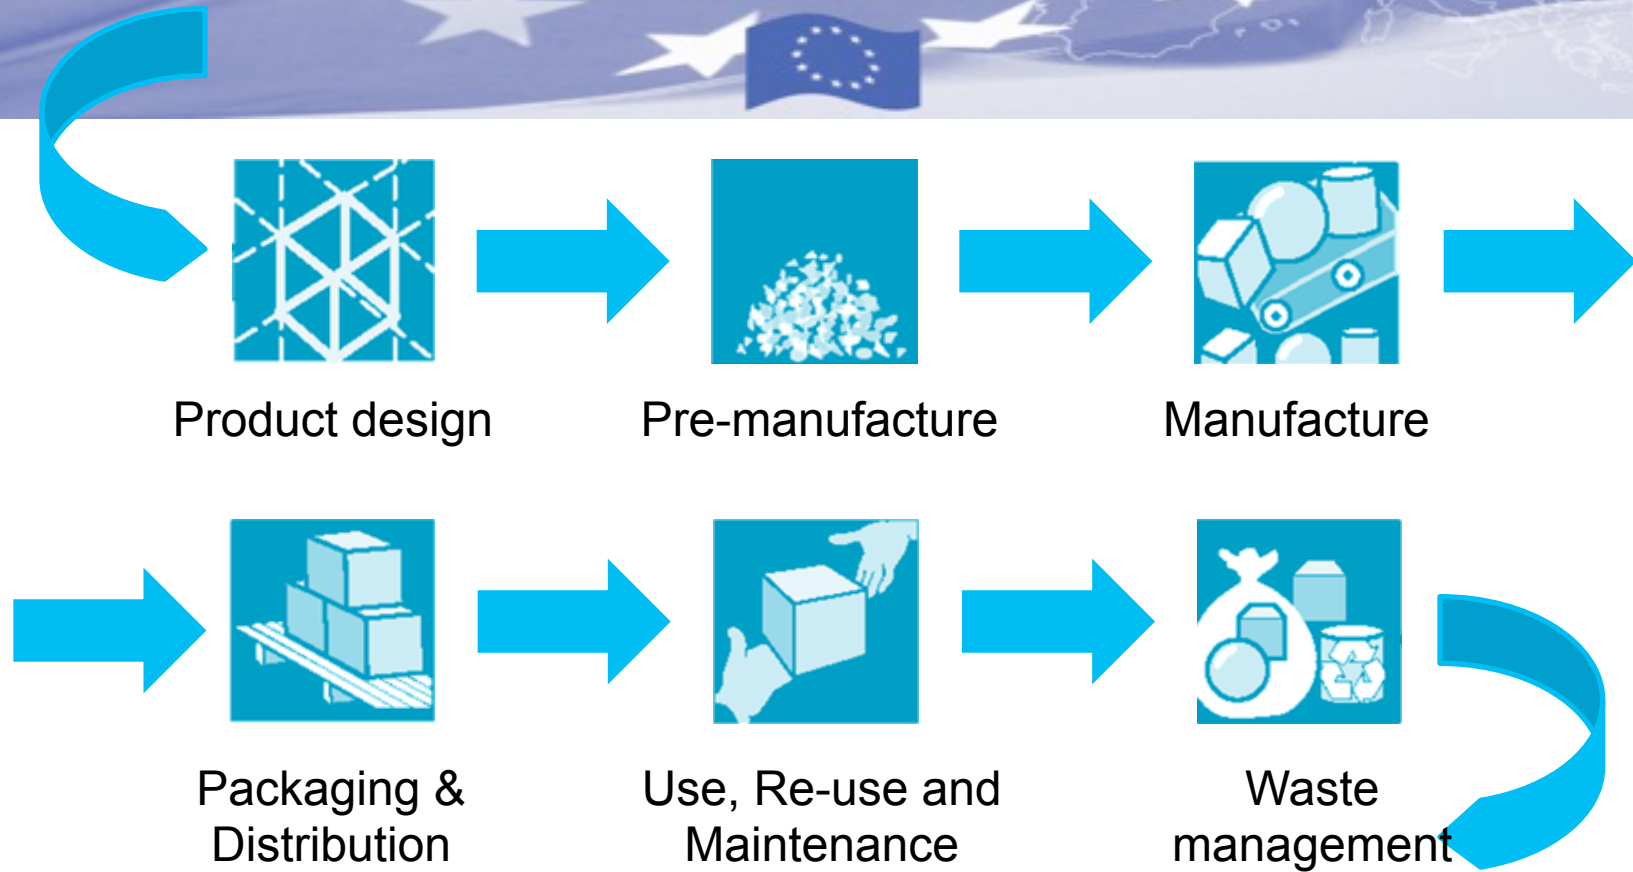 Product design
Pre-manufacture
Manufacture
Packaging &
Distribution
Use, Re-use and
Maintenance
Waste
management